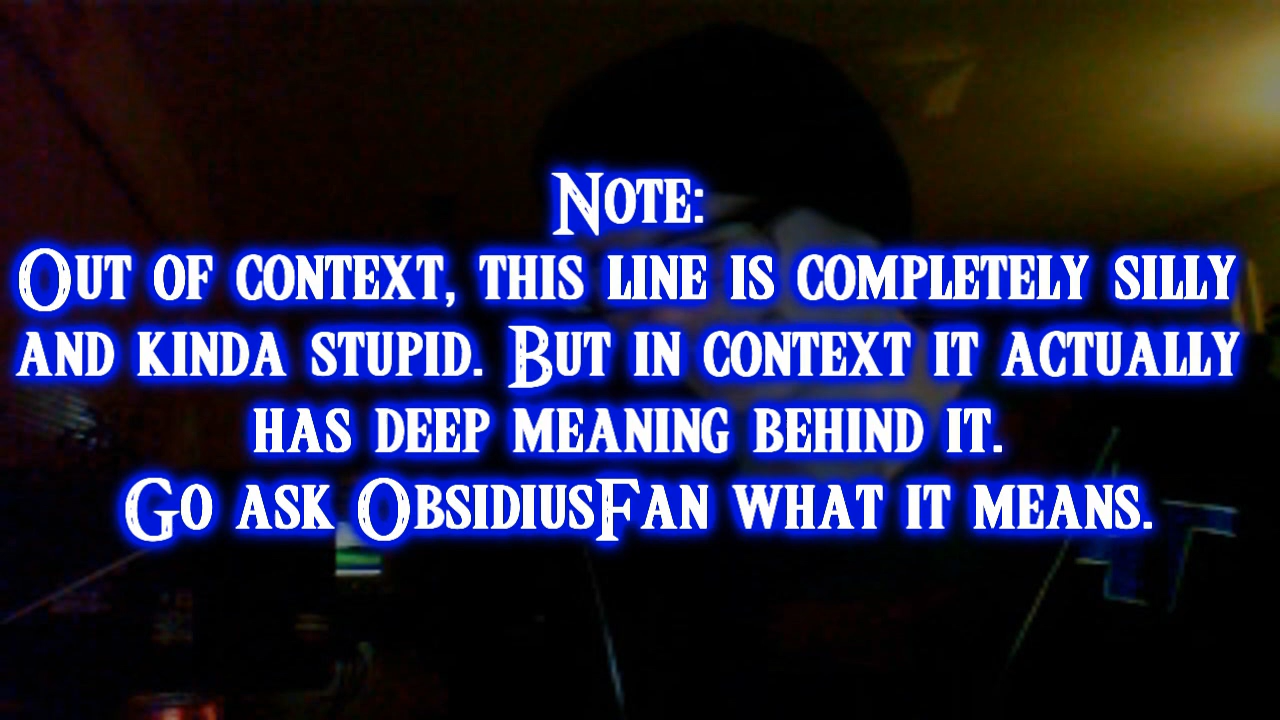 Note:
Out of context, this line is completely silly
and kinda stupid. But in context it actually
has deep meaning behind it.
Go ask ObsidiusFan what it means.